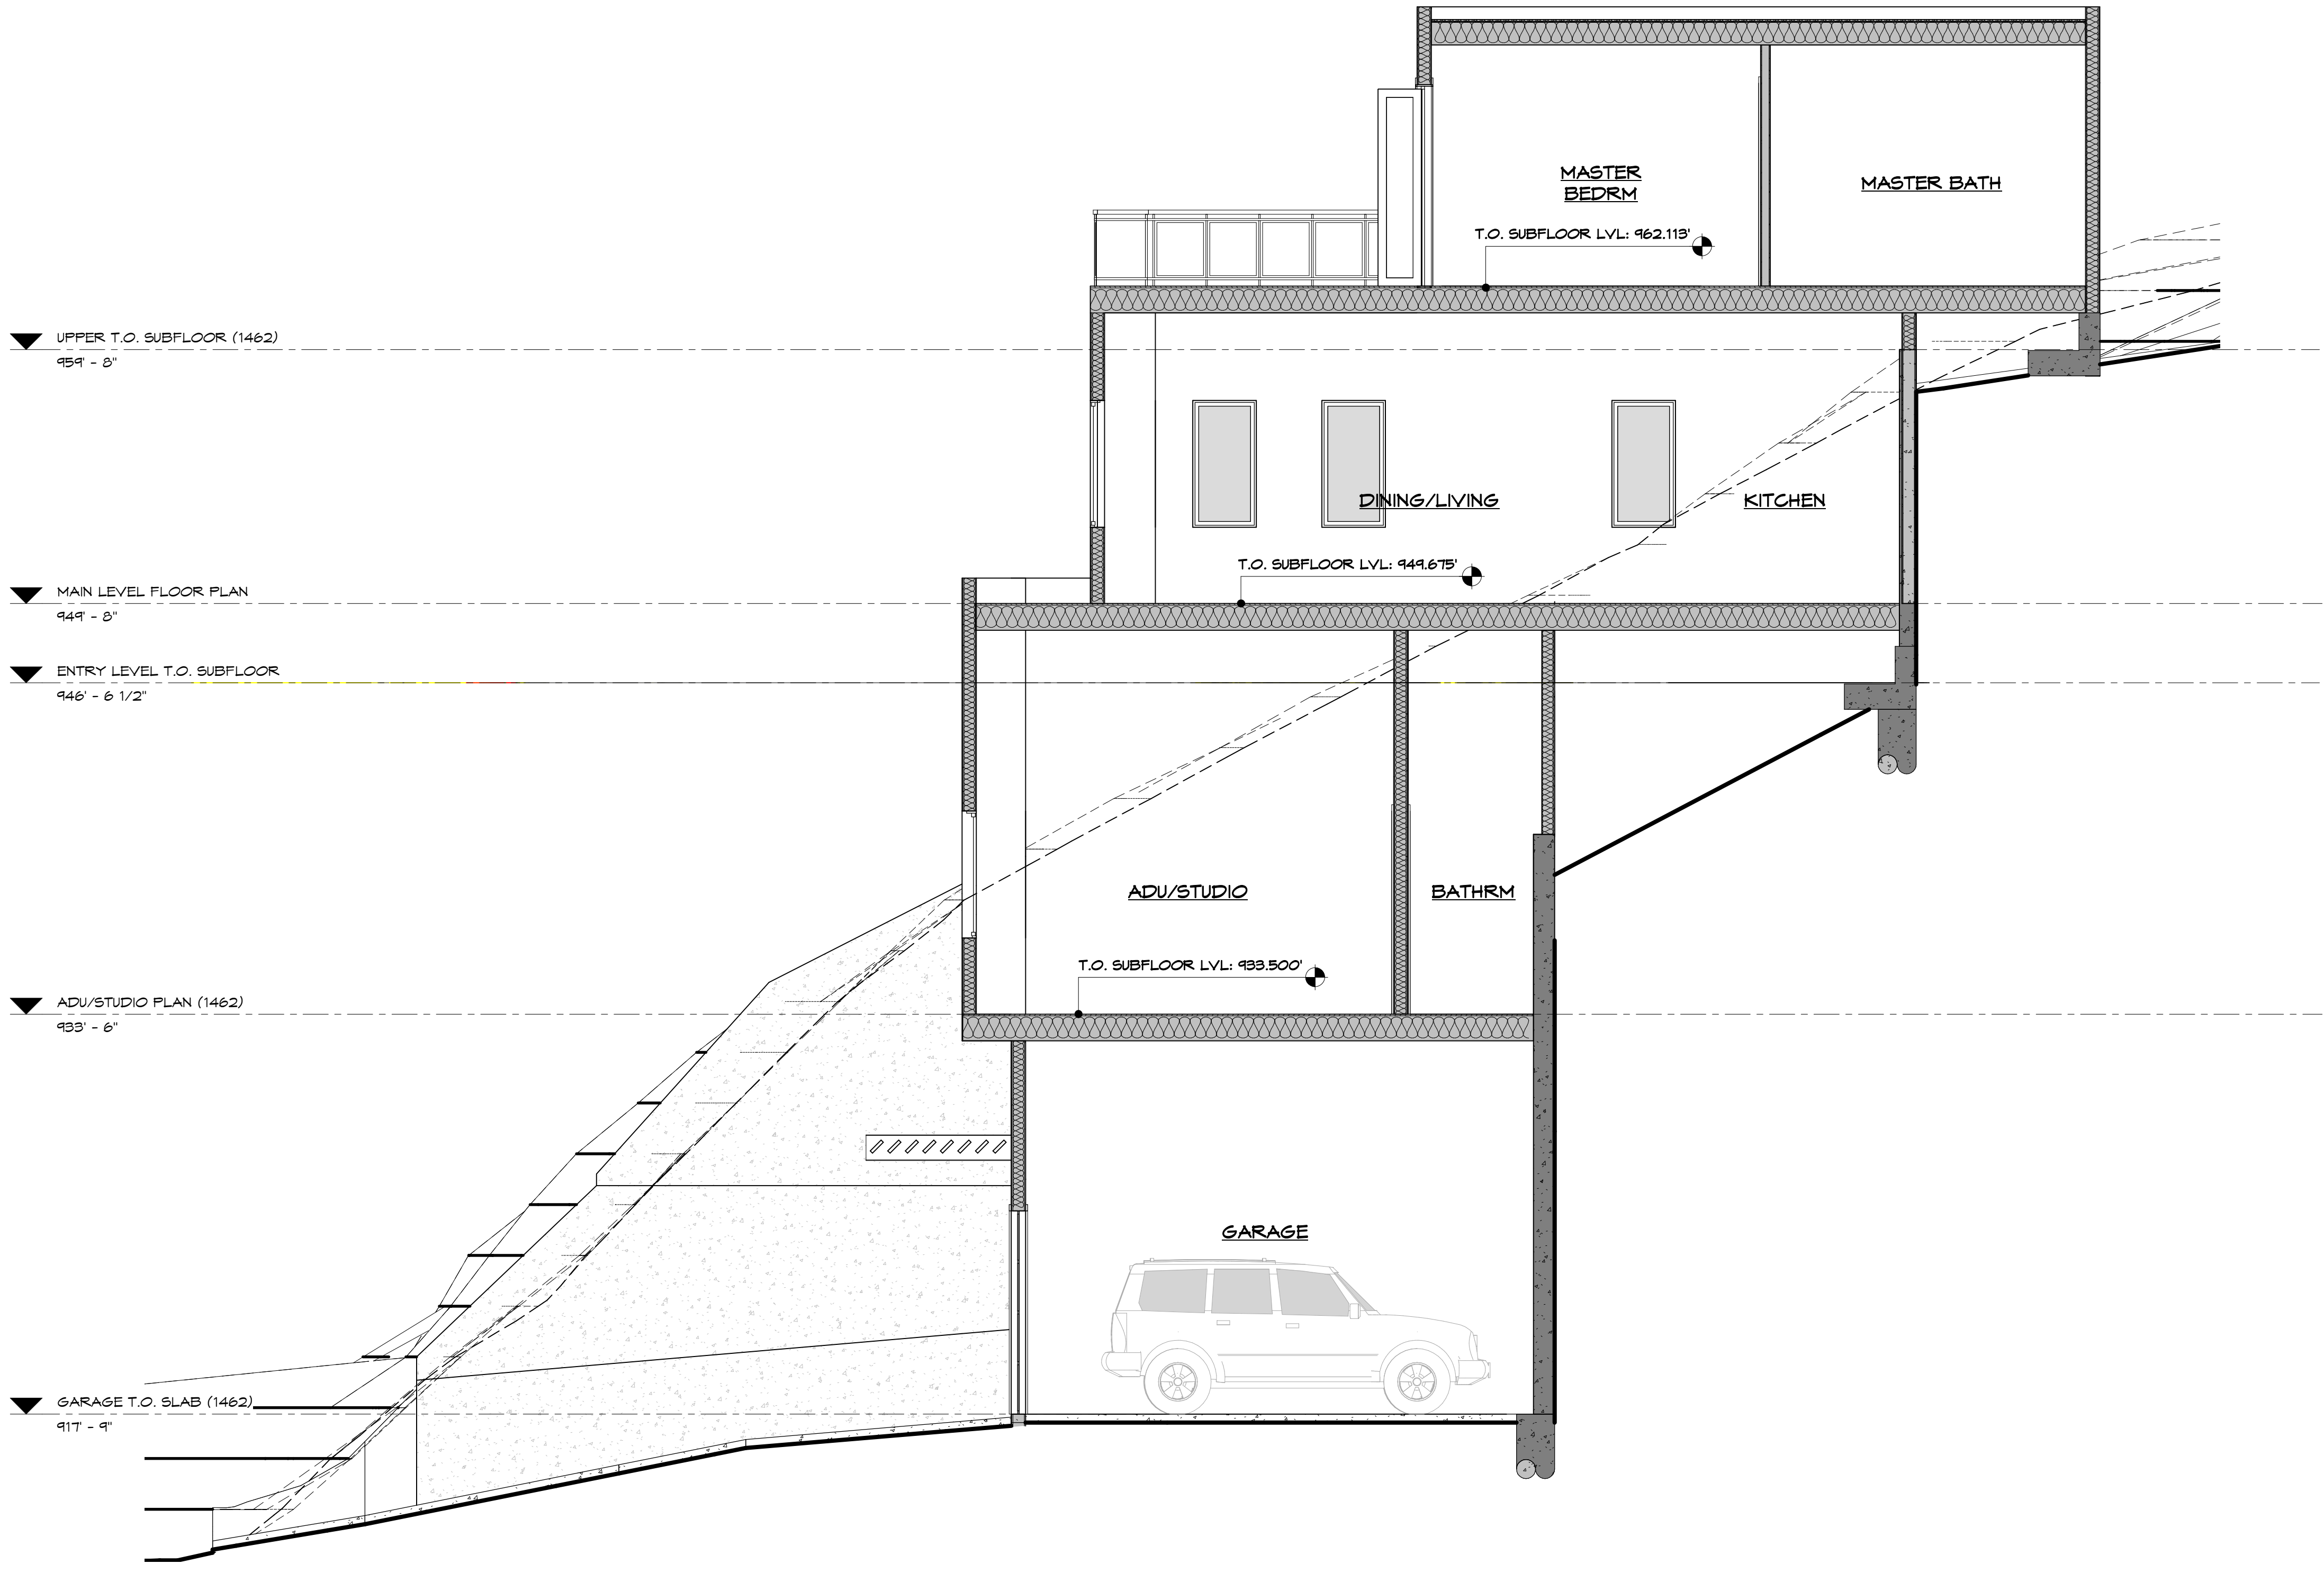 MASTER
BEDRM
MASTER BATH
T.O. SUBFLOOR LVL: 962.113'
UPPER T.O. SUBFLOOR (1462)
959' - 8"
DINING/LIVING
KITCHEN
T.O. SUBFLOOR LVL: 949.675'
MAIN LEVEL FLOOR PLAN
949' - 8"
ENTRY LEVEL T.O. SUBFLOOR
946' - 6 1/2"
ADU/STUDIO
BATHRM
T.O. SUBFLOOR LVL: 933.500'
ADU/STUDIO PLAN (1462)
933' - 6"
GARAGE
GARAGE T.O. SLAB (1462)
917' - 9"